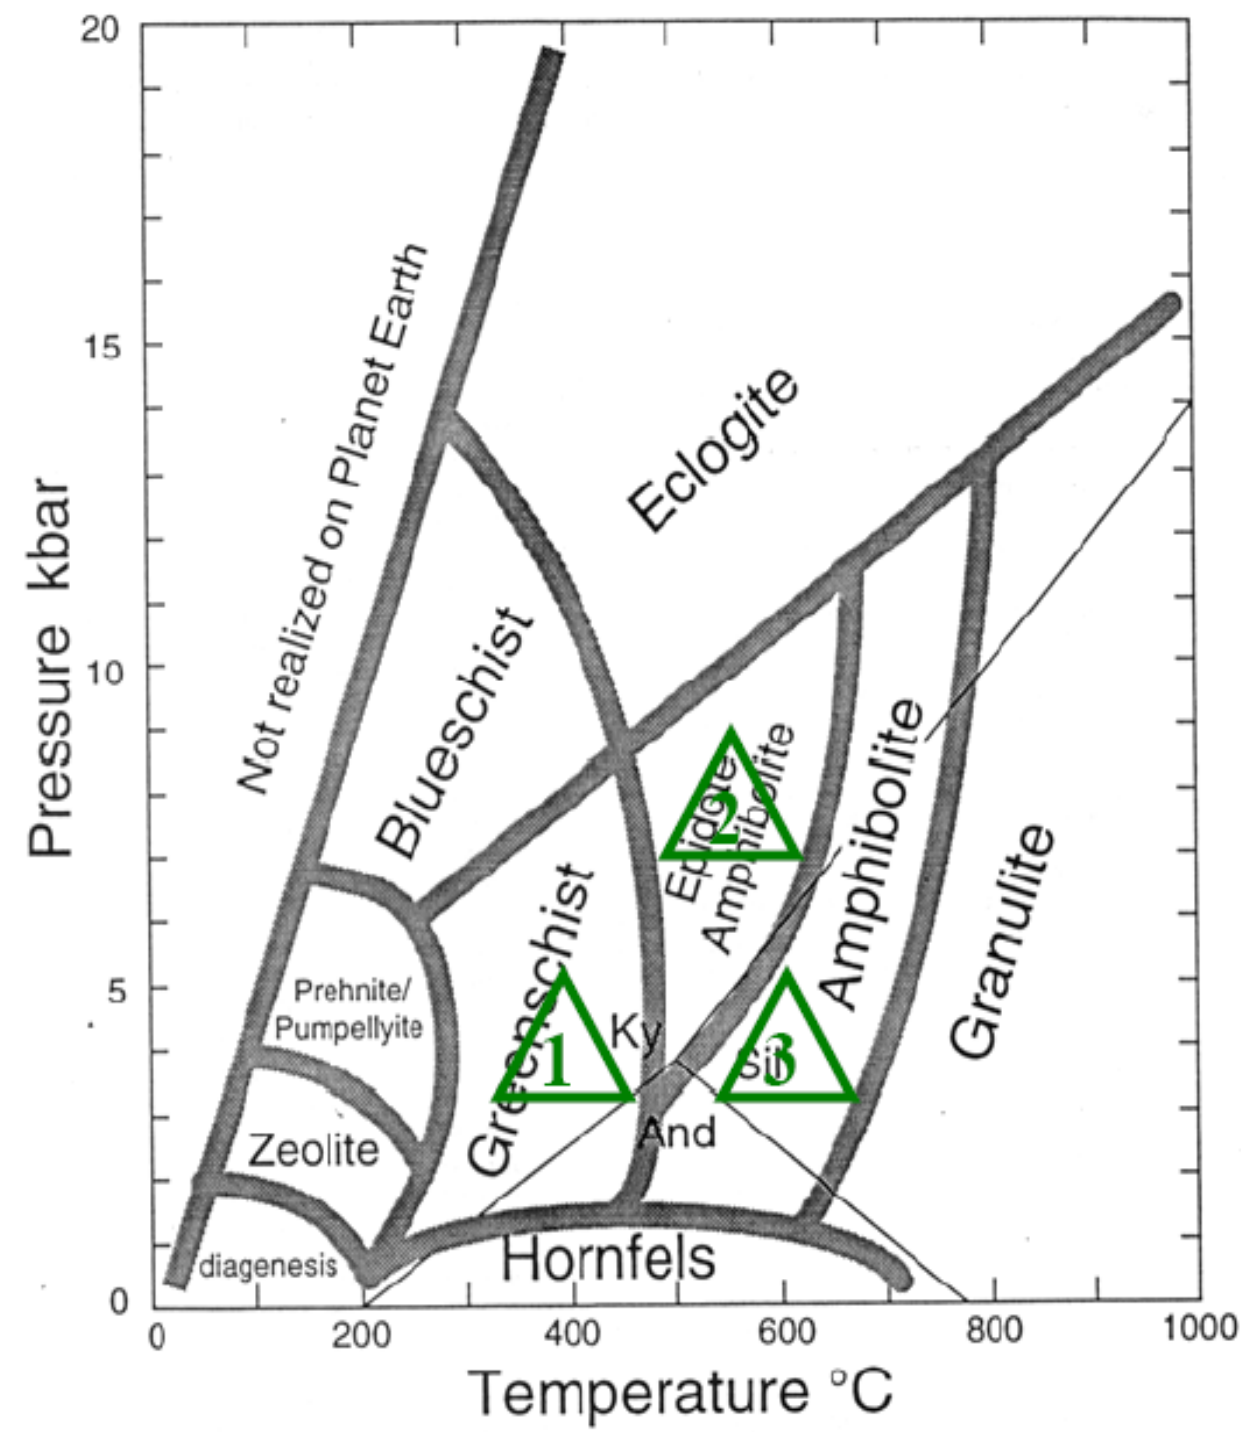 20
15
10
5
0
Pressure kbar
Not realized on Planet Earth
Eclogite
Blueschist
Epidote
Amphibolite
2
Amphibolite
Granulite
Greenschist
Prehnite/
Pumpellyite
Ky
1
Sil
3
And
Zeolite
diagenesis
Hornfels
0 200 400 600 800 1000
Temperature °C